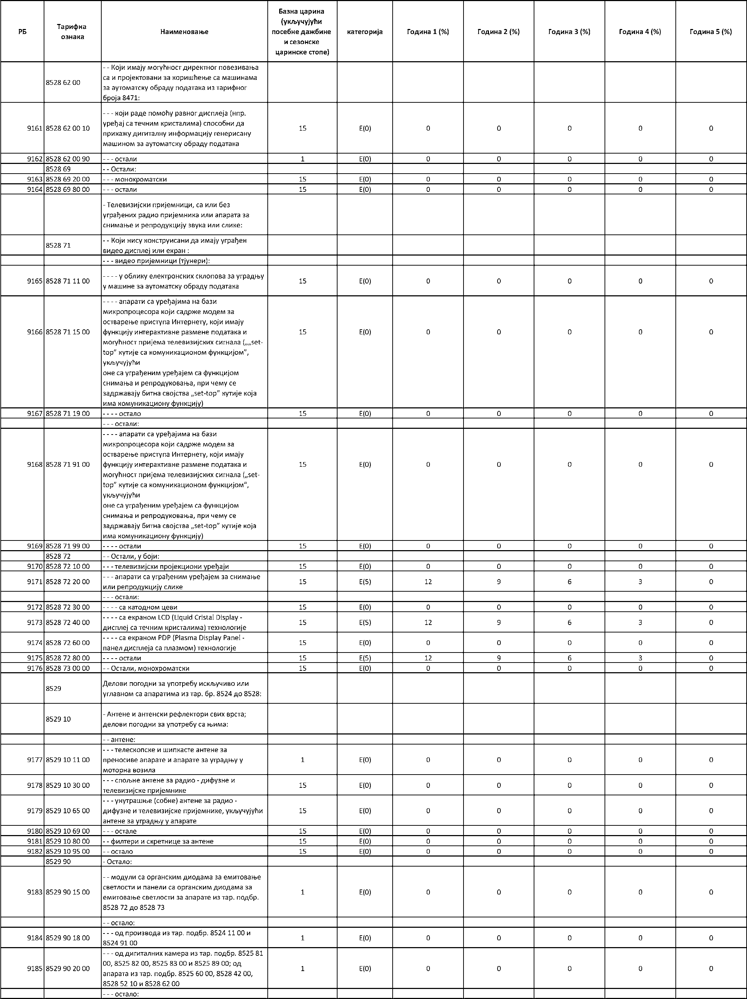 РБ Тарифна ознака Наименовање Базна царина (укључујући посебне дажбине и сезонске царинске стопе) категорија Година 1 (%) Година 2 (%) Година 3 (%) Година 4 (%) Година 5 (%)
- - Који имају могућност директног повезивања
са и пројектовани за коришћење са машинама
8528 62 00
за аутоматску обраду података из тарифног
броја 8471:
- - - који раде помоћу равног дисплеја (нпр.
уређај са течним кристалима) способни да
9161 8528 62 00 10 15 E(0) 0 0 0 0 0
прикажу дигиталну информацију генерисану
машином за аутоматску обраду података
9162 8528 62 00 90 - - - остали 1 E(0) 0 0 0 0 0
8528 69 - - Остали:
9163 8528 69 20 00 - - - монохроматски 15 E(0) 0 0 0 0 0
9164 8528 69 80 00 - - - остали 15 E(0) 0 0 0 0 0
- Телевизијски пријемници, са или без
уграђених радио пријемника или апарата за
снимање и репродукцију звука или слике:
8528 71 - - Који нису конструисани да имају уграђен
видео дисплеј или екран :
- - - видео пријемници (тјунери):
9165 8528 71 11 00 - - - - у облику електронских склопова за уградњу
у машине за аутоматску обраду података 15 E(0) 0 0 0 0 0
- - - - апарати са уређајима на бази
микропроцесора који садрже модем за
остварење приступа Интернету, који имају
9166 8528 71 15 00 функцију интерактивне размене података и 15 E(0) 0 0 0 0 0
могућност пријема телевизијских сигнала („„set-
top” кутије са комуникационом функцијом”,
укључујући
оне са уграђеним уређајем са функцијом
снимања и репродуковања, при чему се
задржавају битна својства „set-top” кутије која
има комуникациону функцију)
9167 8528 71 19 00 - - - - остало 15 E(0) 0 0 0 0 0
- - - остали:
- - - - апарати са уређајима на бази
микропроцесора који садрже модем за
остварење приступа Интернету, који имају
9168 8528 71 91 00 функцију интерактивне размене података и 15 E(0) 0 0 0 0 0
могућност пријема телевизијских сигнала („set-
top” кутије са комуникационом функцијом“,
укључујући
оне са уграђеним уређајем са функцијом
снимања и репродуковања, при чему се
задржавају битна својства „set-top” кутије која
има комуникациону функцију)
9169 8528 71 99 00 - - - - остали 15 E(0) 0 0 0 0 0
8528 72 - - Остали, у боји:
9170 8528 72 10 00 - - - телевизијски пројекциони уређаји 15 E(0) 0 0 0 0 0
9171 8528 72 20 00 - - - апарати са уграђеним уређајем за снимање
или репродукцију слике 15 E(5) 12 9 6 3 0
- - - остали:
9172 8528 72 30 00 - - - - са катодном цеви 15 E(0) 0 0 0 0 0
9173 8528 72 40 00 - - - - са екраном LCD (Liquid Cristal Display -
дисплеј са течним кристалима) технологије 15 E(5) 12 9 6 3 0
9174 8528 72 60 00 - - - - са екраном PDP (Plasma Display Panel -
панел дисплеја са плазмом) технологије 15 E(0) 0 0 0 0 0
9175 8528 72 80 00 - - - - остали 15 E(5) 12 9 6 3 0
9176 8528 73 00 00 - - Остали, монохроматски 15 E(0) 0 0 0 0 0
8529 Делови погодни за употребу искључиво или
углавном са апаратима из тар. бр. 8524 до 8528:
8529 10 - Антене и антенски рефлектори свих врста;
делови погодни за употребу са њима:
- - антене:
- - - телескопске и шипкасте антене за
9177 8529 10 11 00 преносиве апарате и апарате за уградњу у 1 E(0) 0 0 0 0 0
моторна возила
9178 8529 10 30 00 - - - спољне антене за радио - дифузне и
телевизијске пријемнике 15 E(0) 0 0 0 0 0
- - - унутрашње (собне) антене за радио -
9179 8529 10 65 00 дифузне и телевизијске пријемнике, укључујући 15 E(0) 0 0 0 0 0
антене за уградњу у апарате
9180 8529 10 69 00 - - - остале 15 E(0) 0 0 0 0 0
9181 8529 10 80 00 - - филтери и скретнице за антене 15 E(0) 0 0 0 0 0
9182 8529 10 95 00 - - остало 15 E(0) 0 0 0 0 0
8529 90 - Остало:
- - модули са органским диодама за емитовање
светлости и панели са органским диодама за
9183 8529 90 15 00 1 E(0) 0 0 0 0 0
емитовање светлости за апарате из тар. подбр.
8528 72 до 8528 73
- - остало:
9184 8529 90 18 00 - - - од производа из тар. подбр. 8524 11 00 и
8524 91 00 1 E(0) 0 0 0 0 0
- - - од дигиталних камера из тар. подбр. 8525 81
00, 8525 82 00, 8525 83 00 и 8525 89 00; од
9185 8529 90 20 00 1 E(0) 0 0 0 0 0
апарата из тар. подбр. 8525 60 00, 8528 42 00,
8528 52 10 и 8528 62 00
- - - остало: